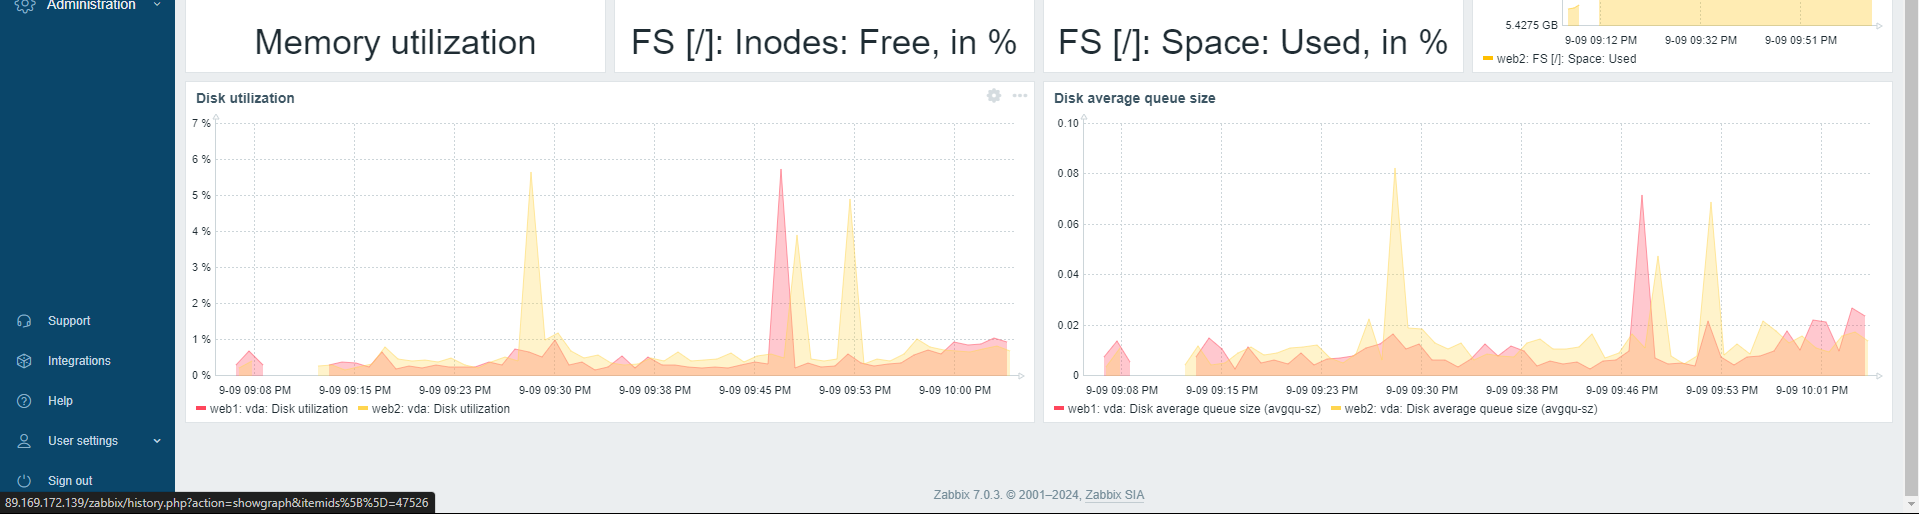 Administration
Memory utilization
FS [/]: Inodes: Free, in %
FS [/]: Space: Used, in %
5.4275 GB
9-09 09:12 PM 9-09 09:32 PM 9-09 09:51 PM
web2: FS [/]: Space: Used
Disk utilization
7 %
6 %
5 %
4 %
3 %
2 %
1 %
0 %
9-09 09:08 PM 9-09 09:15 PM 9-09 09:23 PM 9-09 09:30 PM 9-09 09:38 PM 9-09 09:45 PM 9-09 09:53 PM 9-09 10:00 PM
web1: vda: Disk utilization web2: vda: Disk utilization
Disk average queue size
0.10
0.08
0.06
0.04
0.02
0
9-09 09:08 PM 9-09 09:15 PM 9-09 09:23 PM 9-09 09:30 PM 9-09 09:38 PM 9-09 09:46 PM 9-09 09:53 PM 9-09 10:01 PM
web1: vda: Disk average queue size (avgqu-sz) web2: vda: Disk average queue size (avgqu-sz)
Support
Integrations
Help
User settings
Sign out
89.169.172.139/zabbix/history.php?action=showgraph&itemids%5B%5D=47526
Zabbix 7.0.3. © 2001–2024, Zabbix SIA